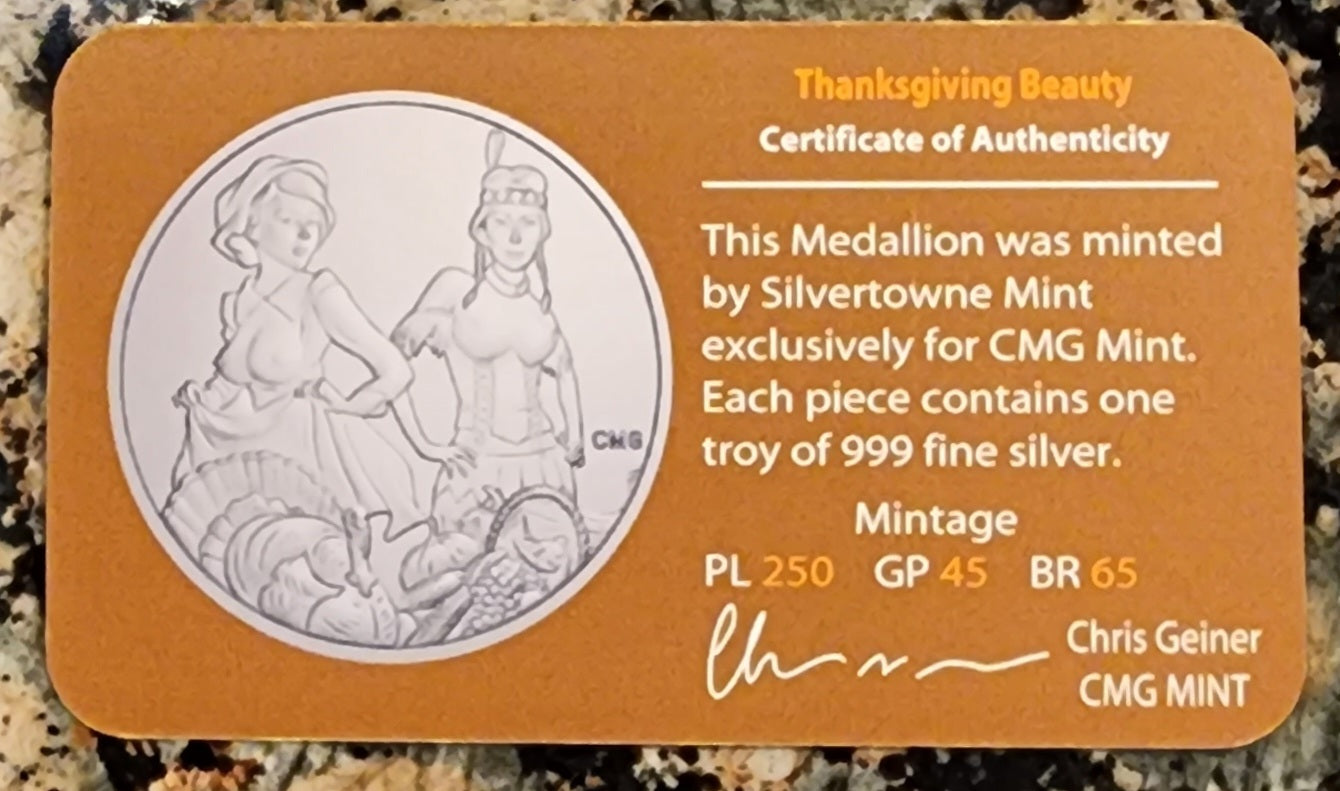 Thanksgiving Beauty
Certificate of Authenticity
This Medallion was minted
by Silvertowne Mint
exclusively for CMG Mint.
Each piece contains one
troy of 999 fine silver.
Mintage
PL 250 GP 45 BR 65
Chris Geiner
CMG MINT
CMG